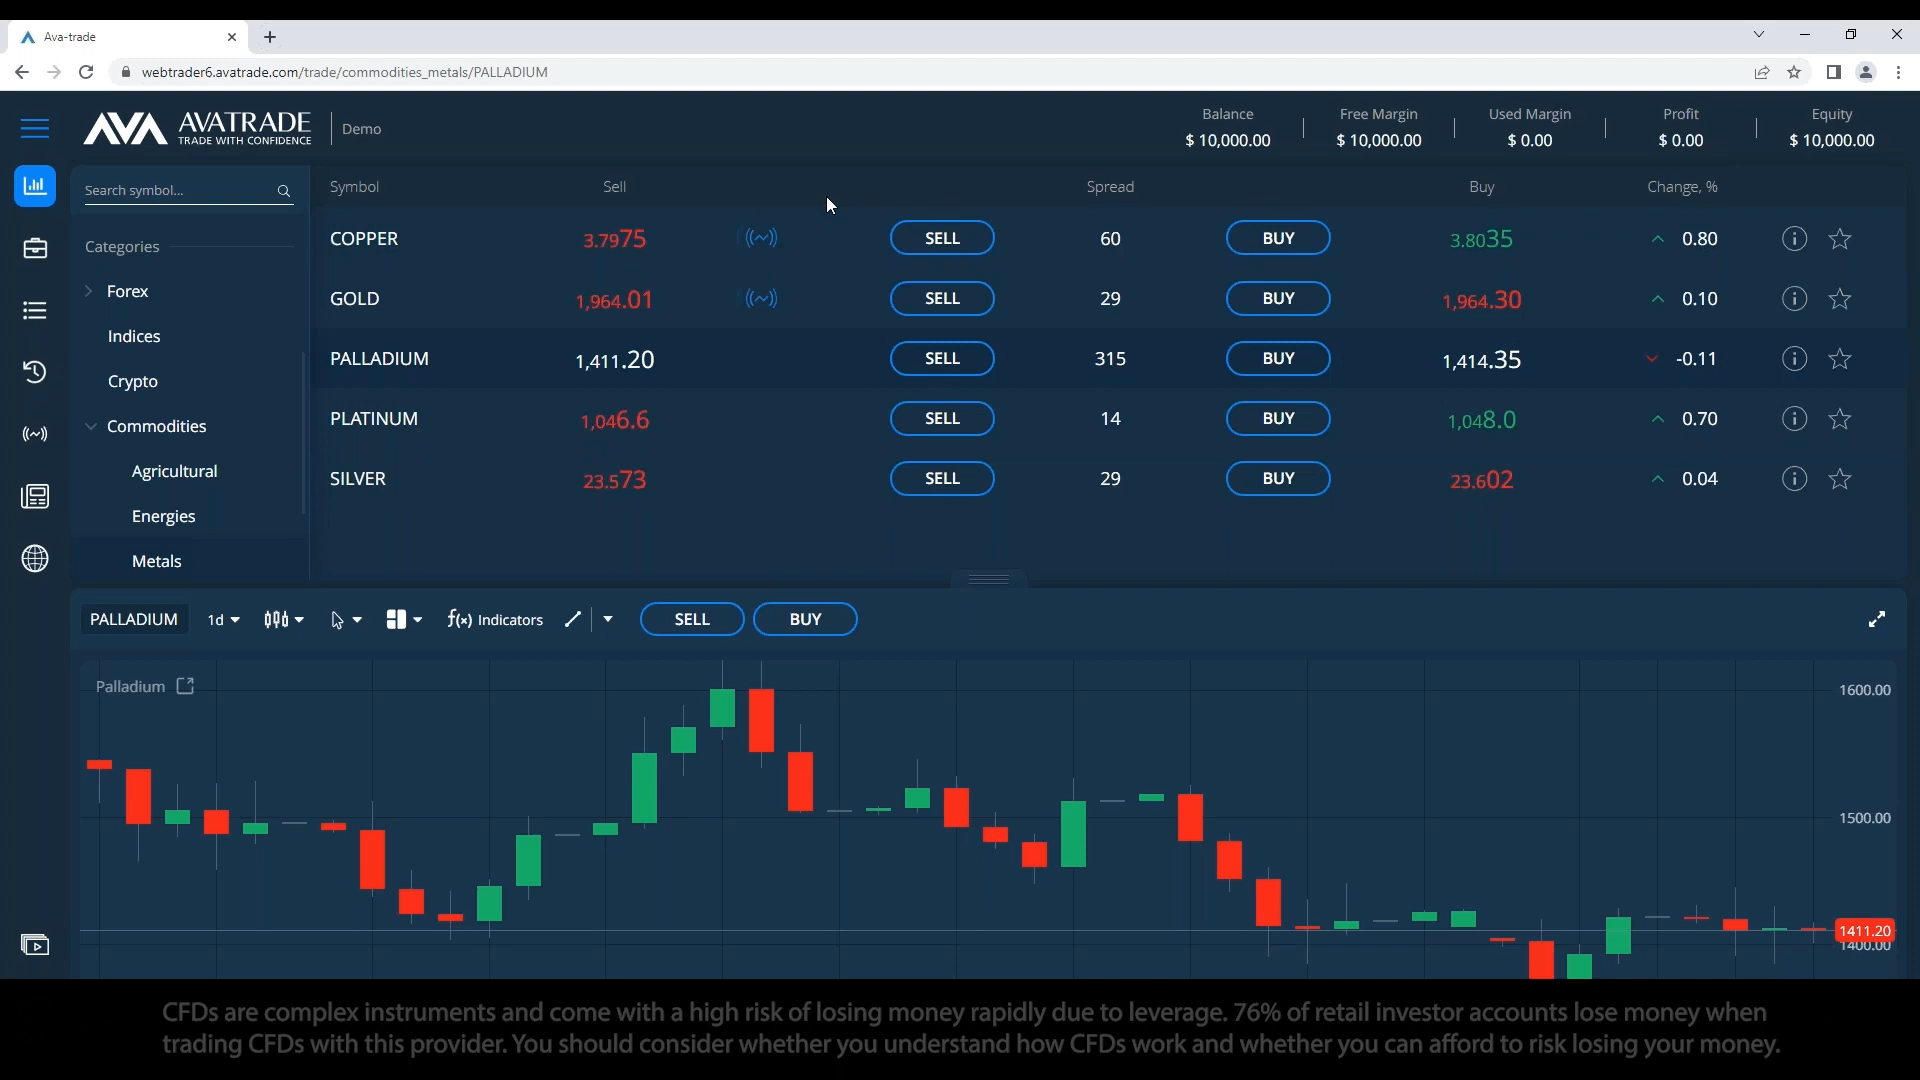 Ava-trade
webtrader6.avatrade.com/trade/commodities_metals/PALLADIUM
AVA AVATRADE
TRADE WITH CONFIDENCE
Demo
Balance Free Margin Used Margin Profit Equity
$ 10,000.00 $ 10,000.00 $ 0.00 $ 0.00 $ 10,000.00
Search symbol...
Categories
Forex
Indices
Crypto
Commodities
Agricultural
Energies
Metals
Symbol Sell Spread Buy Change, %
COPPER 3.7975 SELL 60 BUY 3.8035 0.80
GOLD 1,964.01 SELL 29 BUY 1,964.30 0.10
PALLADIUM 1,411.20 SELL 315 BUY 1,414.35 -0.11
PLATINUM 1,046.6 SELL 14 BUY 1,048.0 0.70
SILVER 23.573 SELL 29 BUY 23.602 0.04
PALLADIUM 1d f(x) Indicators SELL BUY
Palladium
1600.00
1500.00
1411.20
1400.00
CFDs are complex instruments and come with a high risk of losing money rapidly due to leverage. 76% of retail investor accounts lose money when
trading CFDs with this provider. You should consider whether you understand how CFDs work and whether you can afford to risk losing your money.